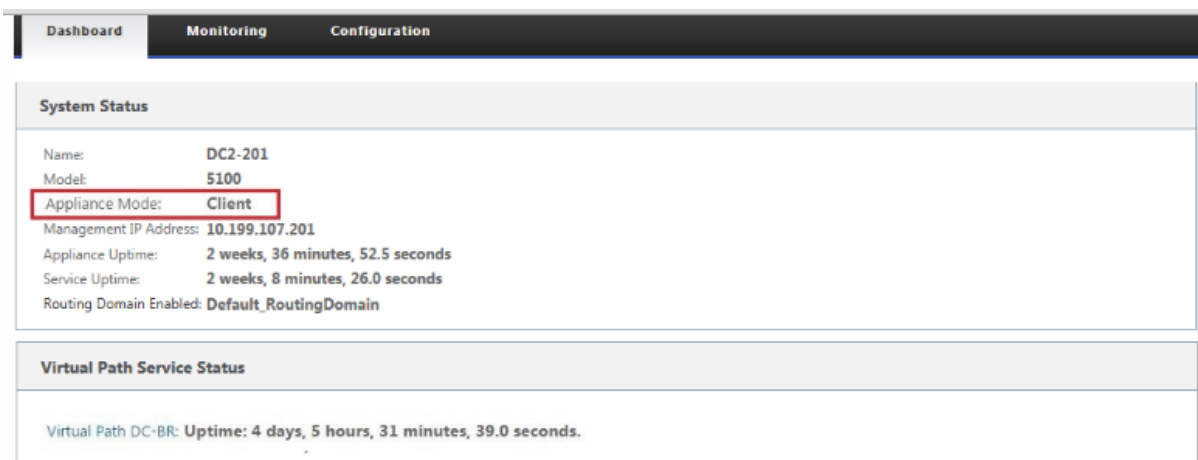 Dashboard Monitoring Configuration
System Status
Name: DC2-201
Model: 5100
Appliance Mode: Client
Management IP Address: 10.199.107.201
Appliance Uptime: 2 weeks, 36 minutes, 52.5 seconds
Service Uptime: 2 weeks, 8 minutes, 26.0 seconds
Routing Domain Enabled: Default_RoutingDomain
Virtual Path Service Status
Virtual Path DC-BR: Uptime: 4 days, 5 hours, 31 minutes, 39.0 seconds.